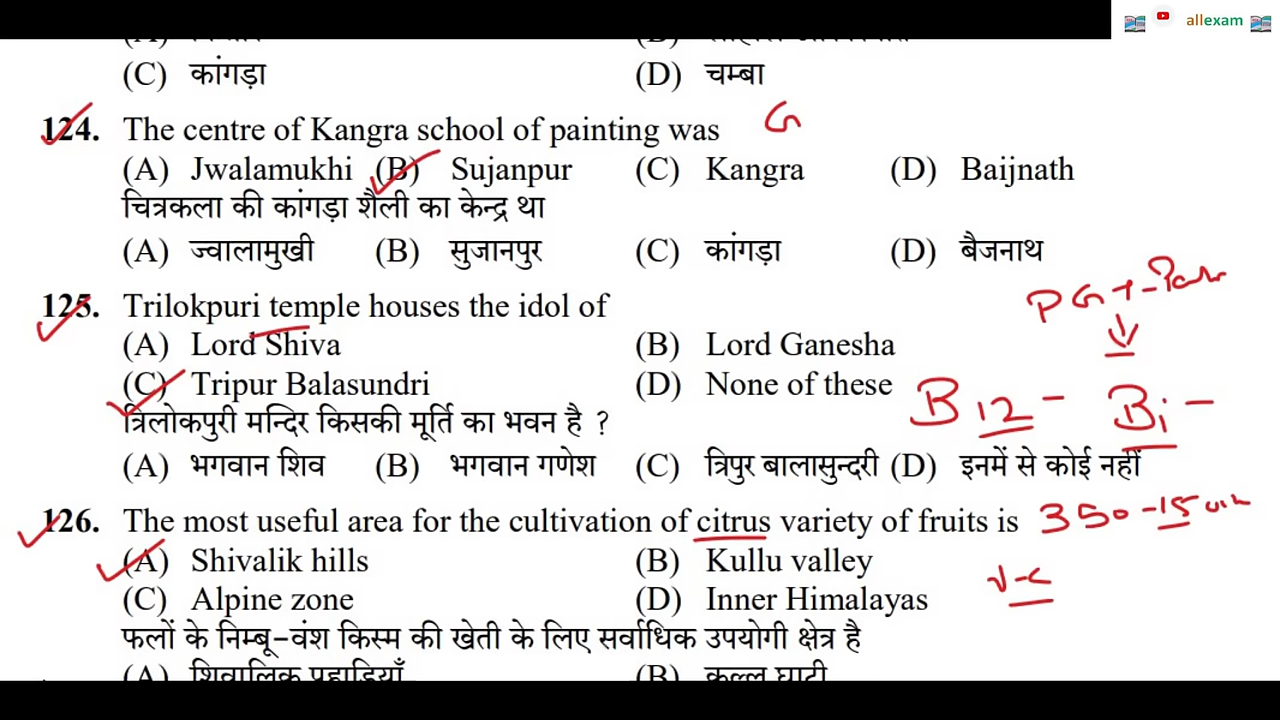 allexam
(C) कांगड़ा (D) चम्बा
124. The centre of Kangra school of painting was G
(A) Jwalamukhi (B) Sujanpur (C) Kangra (D) Baijnath
चित्रकला की कांगड़ा शैली का केन्द्र था
(A) ज्वालामुखी (B) सुजानपुर (C) कांगड़ा (D) बैजनाथ
125. Trilokpuri temple houses the idol of
(A) Lord Shiva (B) Lord Ganesha
(C) Tripur Balasundri (D) None of these
B12 -
त्रिलोकपुरी मन्दिर किसकी मूर्ति का भवन है ?
(A) भगवान शिव (B) भगवान गणेश (C) त्रिपुर बालासुन्दरी (D) इनमें से कोई नहीं
126. The most useful area for the cultivation of citrus variety of fruits is 350-15
(A) Shivalik hills (B) Kullu valley
(C) Alpine zone (D) Inner Himalayas
फलों के निम्बू-वंश किस्म की खेती के लिए सर्वाधिक उपयोगी क्षेत्र है
(A) शिवालिक पहाड़ियाँ (B) कुल्लू घाटी